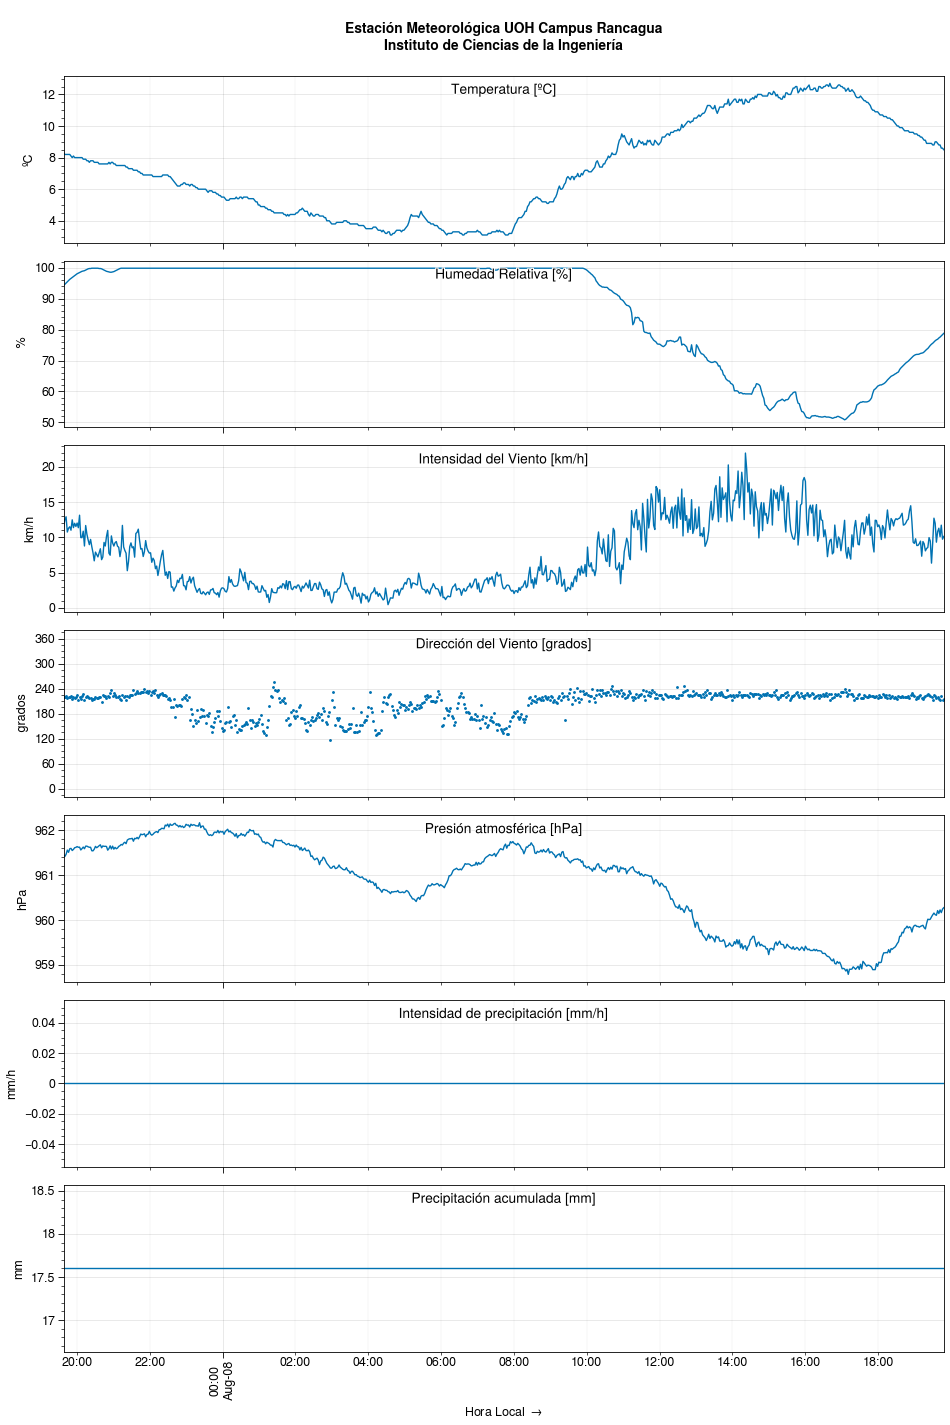 Estación Meteorológica UOH Campus Rancagua
Instituto de Ciencias de la Ingeniería
Temperatura [ºC]
12
10
8
6
4
ºC
Humedad Relativa [%]
100
90
80
70
60
50
%
Intensidad del Viento [km/h]
20
15
10
5
0
km/h
Dirección del Viento [grados]
360
300
240
180
120
60
0
grados
Presión atmosférica [hPa]
962
961
960
959
hPa
Intensidad de precipitación [mm/h]
0.04
0.02
0
−0.02
−0.04
mm/h
Precipitación acumulada [mm]
18.5
18
17.5
17
mm
20:00 22:00 00:00 02:00 04:00 06:00 08:00 10:00 12:00 14:00 16:00 18:00
Aug-08
Hora Local →